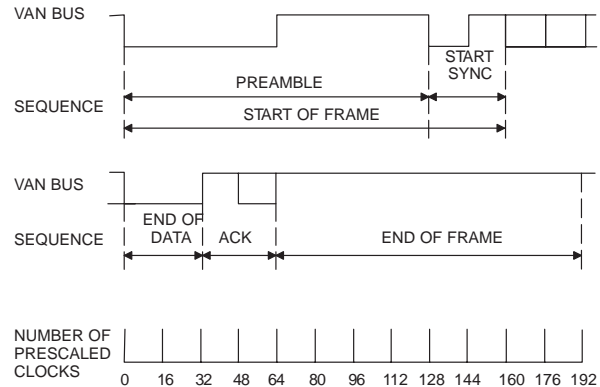 VAN BUS
START
SYNC
PREAMBLE
SEQUENCE
START OF FRAME
VAN BUS
END OF
DATA
ACK
END OF FRAME
SEQUENCE
NUMBER OF
PRESCALED
CLOCKS
0 16 32 48 64 80 96 112 128 144 160 176 192